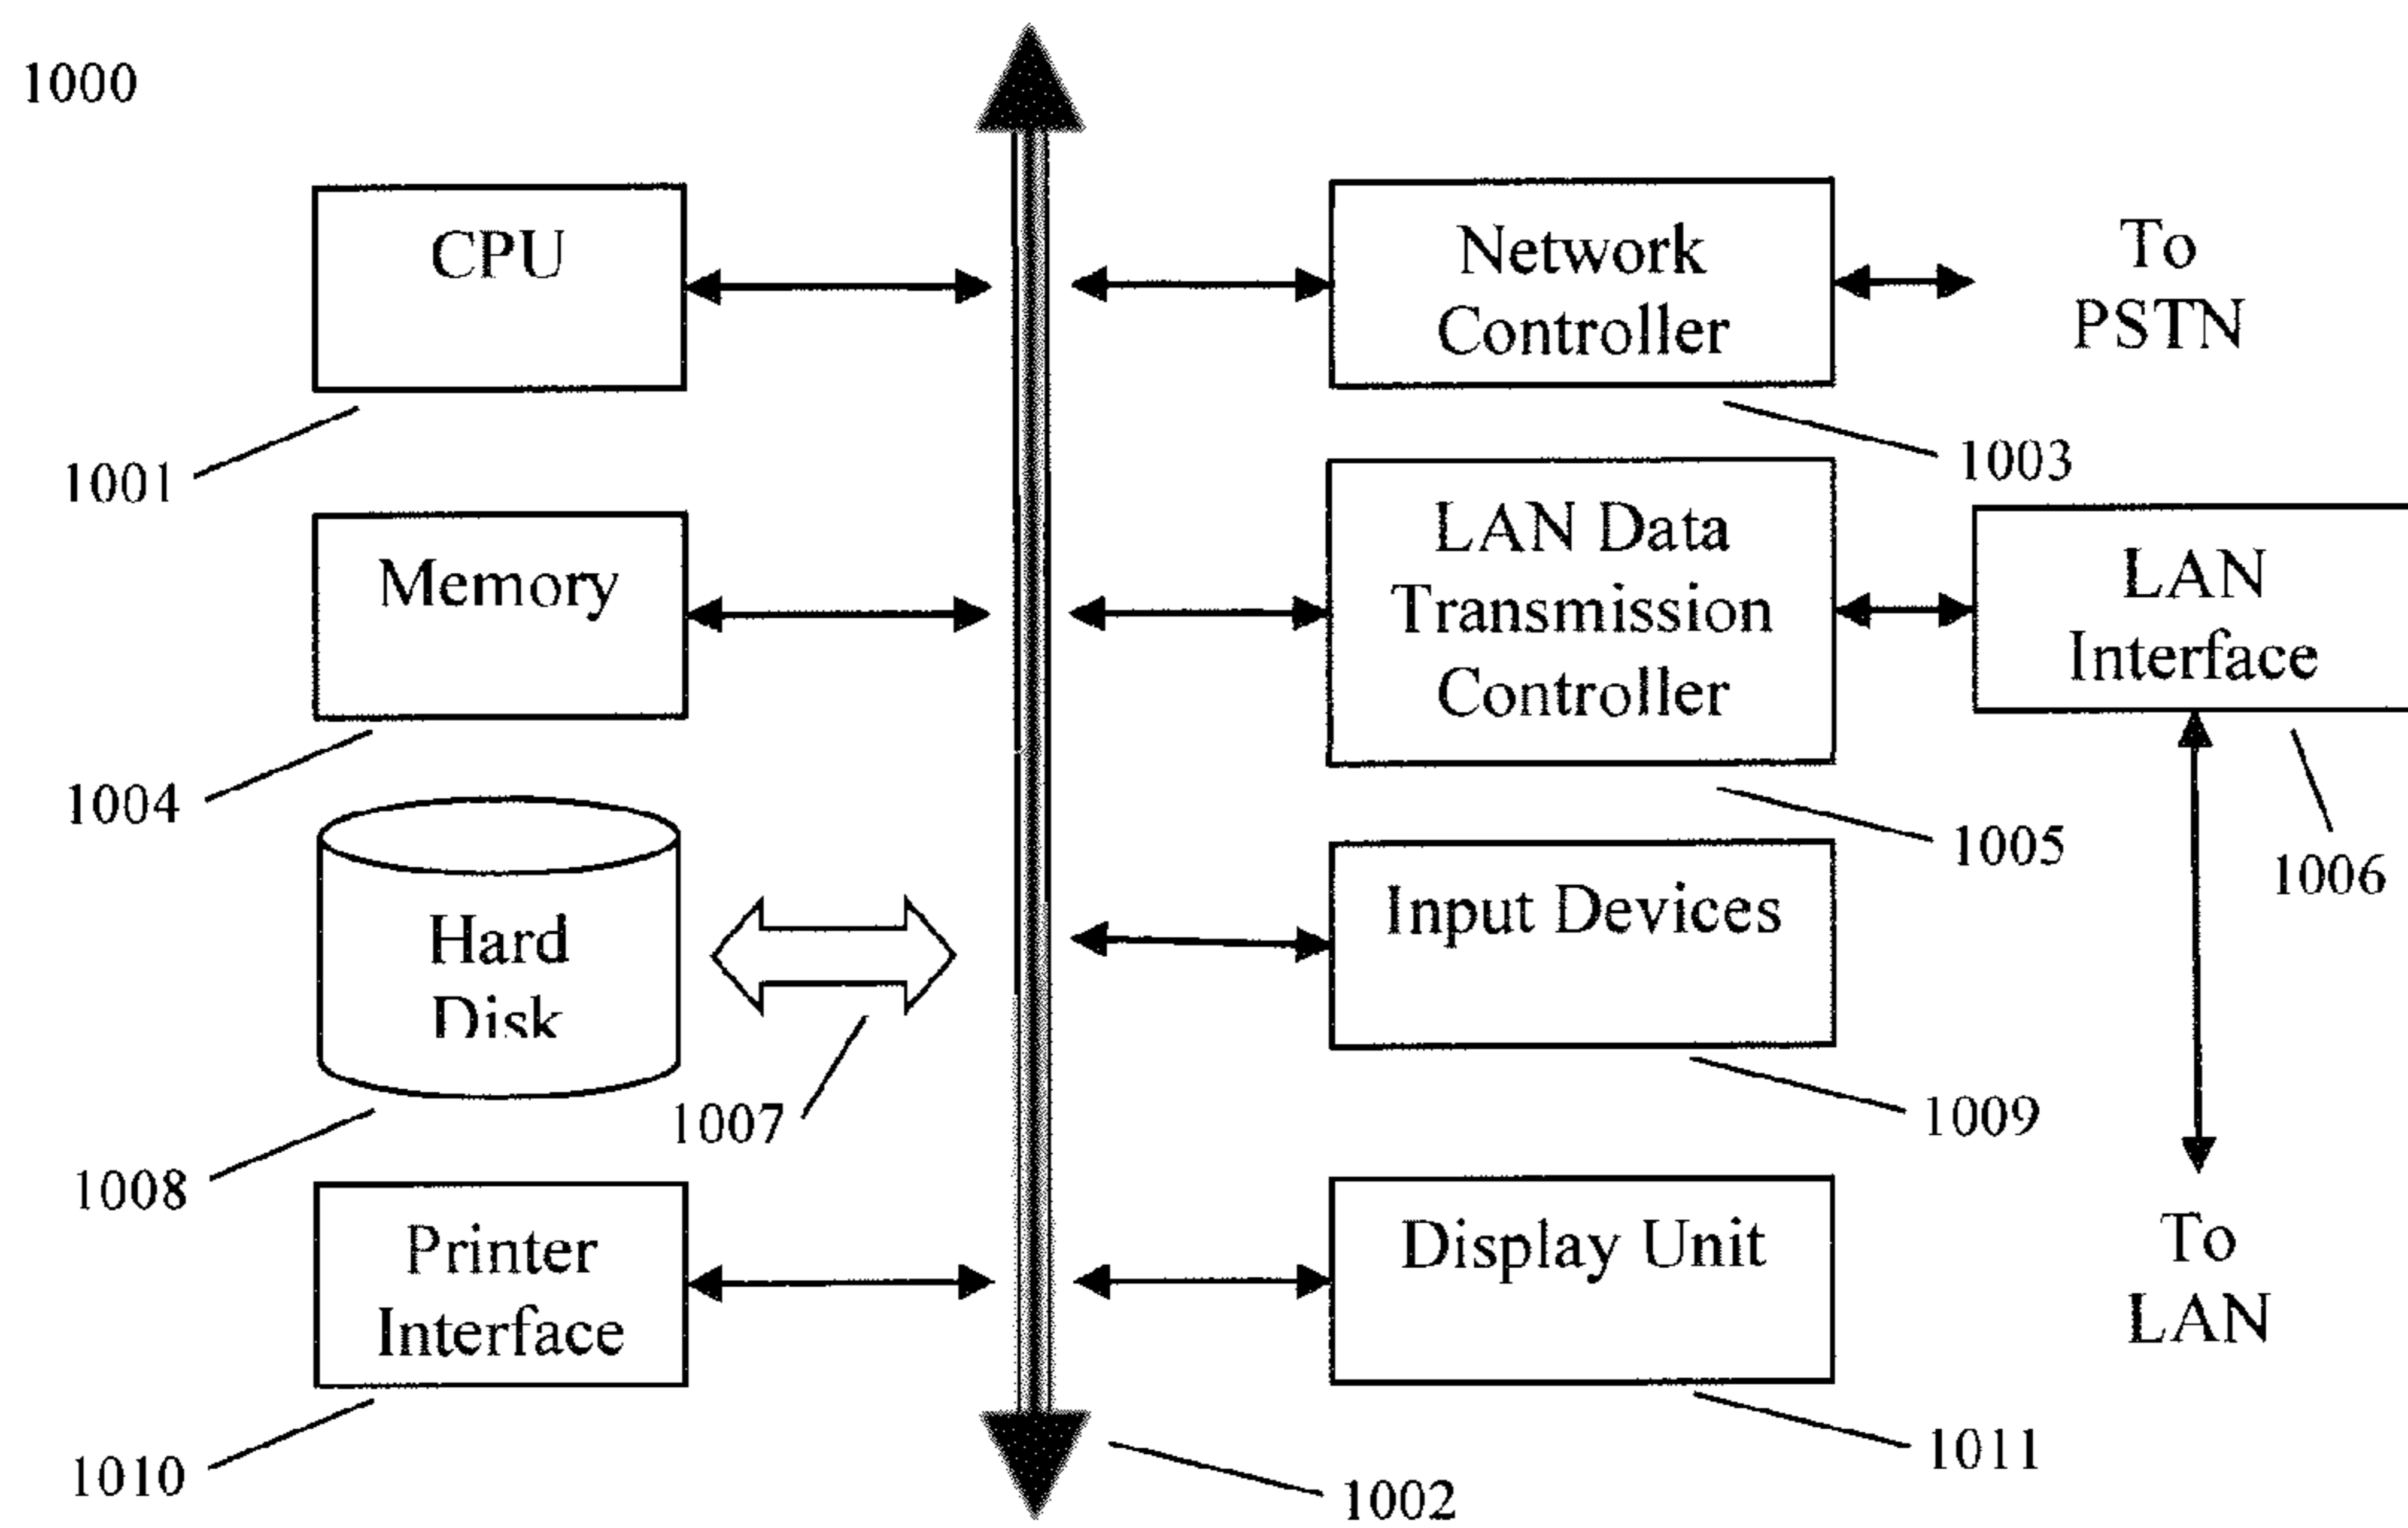 1000
CPU
1001
Network
Controller
1003
To
PSTN
Memory
1004
LAN Data
Transmission
Controller
1005
LAN
Interface
1006
Hard
Disk
1007
1008
Input Devices
1009
To
LAN
Printer
Interface
1010
Display Unit
1011
1002